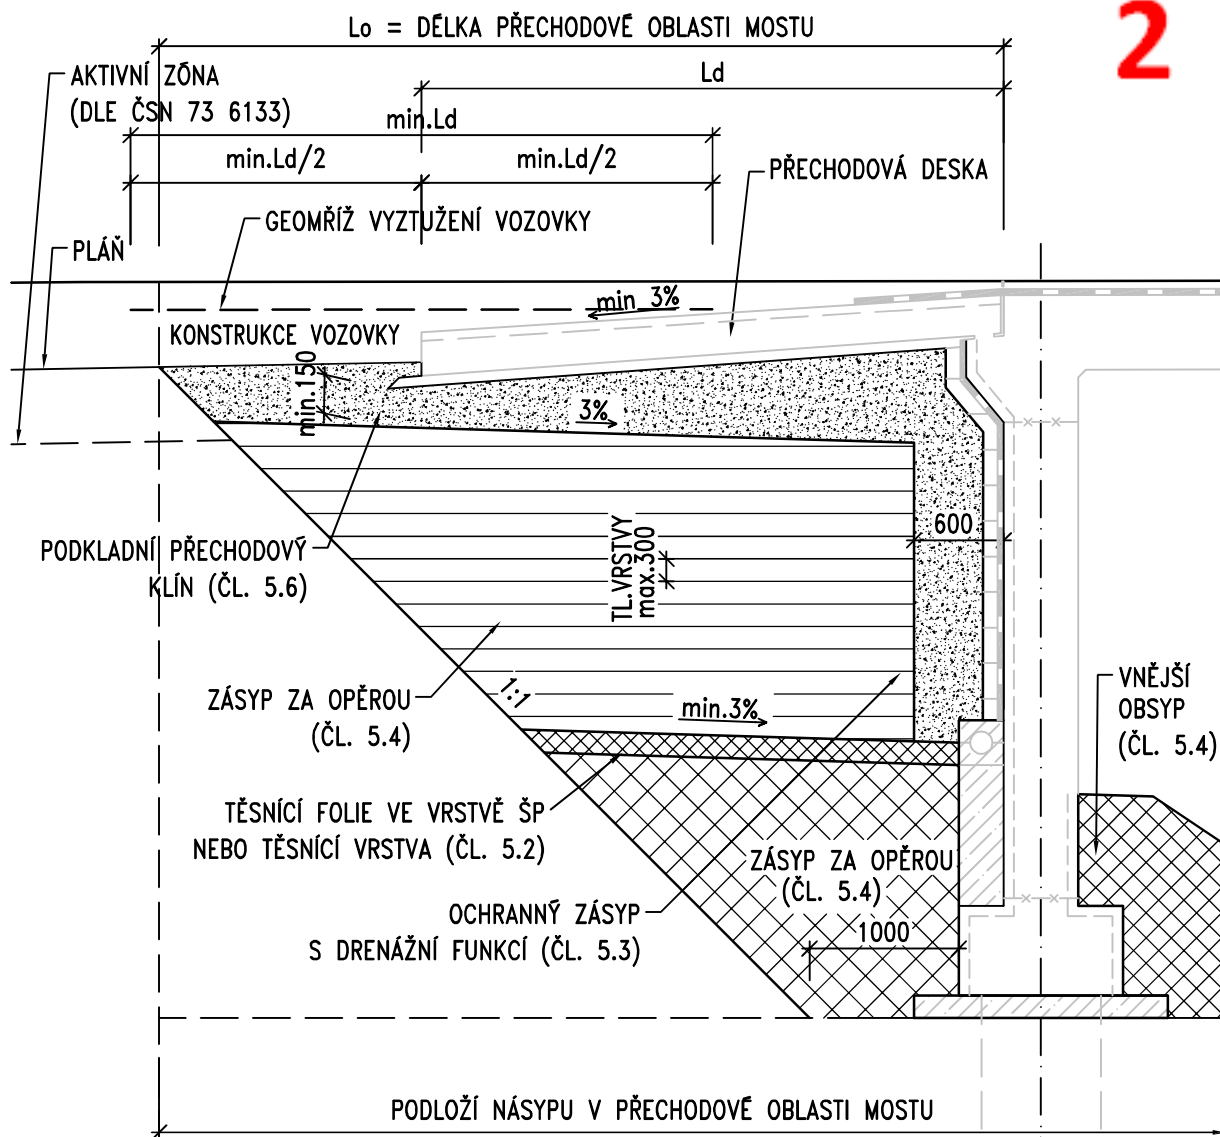 Lo = DÉLKA PŘECHODOVÉ OBLASTI MOSTU
2
AKTIVNÍ ZÓNA
(DLE ČSN 73 6133)
Ld
min.Ld
min.Ld/2
min.Ld/2
PŘECHODOVÁ DESKA
GEOMŘÍŽ VYZTUŽENÍ VOZOVKY
PLÁŇ
min 3%
KONSTRUKCE VOZOVKY
min.150
3%
600
TL.VRSTVY
max.300
PODKLADNÍ PŘECHODOVÝ
KLÍN (ČL. 5.6)
1:1
ZÁSYP ZA OPĚROU
(ČL. 5.4)
min.3%
VNĚJŠÍ
OBSYP
(ČL. 5.4)
TĚSNÍCÍ FOLIE VE VRSTVĚ ŠP
NEBO TĚSNÍCÍ VRSTVA (ČL. 5.2)
ZÁSYP ZA OPĚROU
(ČL. 5.4)
OCHRANNÝ ZÁSYP
S DRENÁŽNÍ FUNKCÍ (ČL. 5.3)
1000
PODLOŽÍ NÁSYPU V PŘECHODOVÉ OBLASTI MOSTU